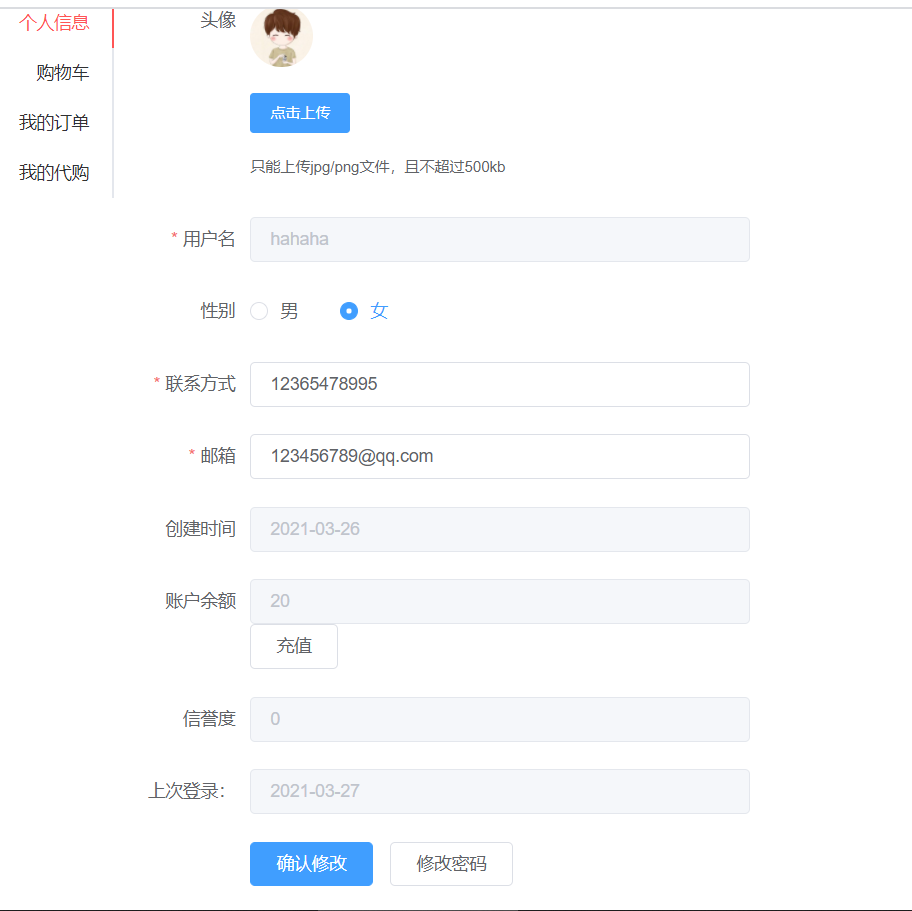 个人信息
购物车
我的订单
我的代购
头像
点击上传
只能上传jpg/png文件，且不超过500kb
* 用户名 hahaha
性别 男 女
* 联系方式 12365478995
* 邮箱 123456789@qq.com
创建时间 2021-03-26
账户余额 20
充值
信誉度 0
上次登录： 2021-03-27
确认修改 修改密码